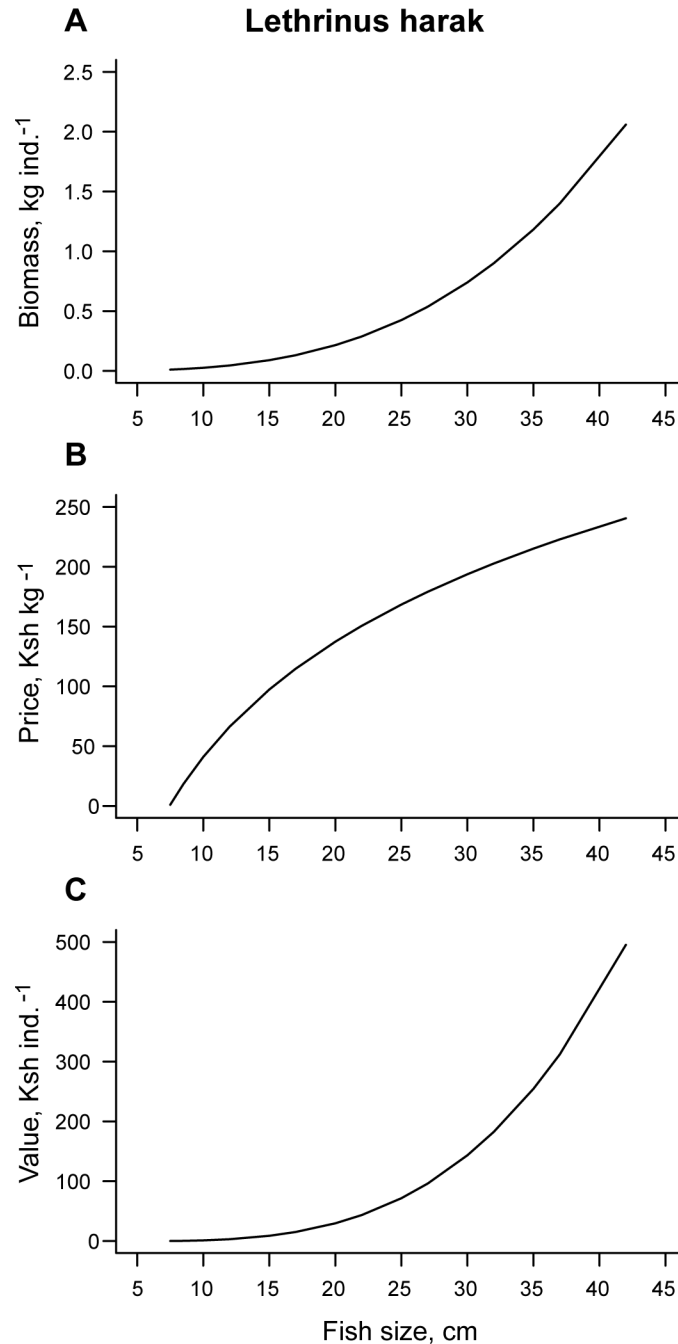 A Lethrinus harak
2.5
2.0
1.5
1.0
0.5
0.0
Biomass, kg ind.⁻¹
5 10 15 20 25 30 35 40 45
B
250
200
150
100
50
0
Price, Ksh kg ⁻¹
5 10 15 20 25 30 35 40 45
C
500
400
300
200
100
0
Value, Ksh ind.⁻¹
5 10 15 20 25 30 35 40 45
Fish size, cm